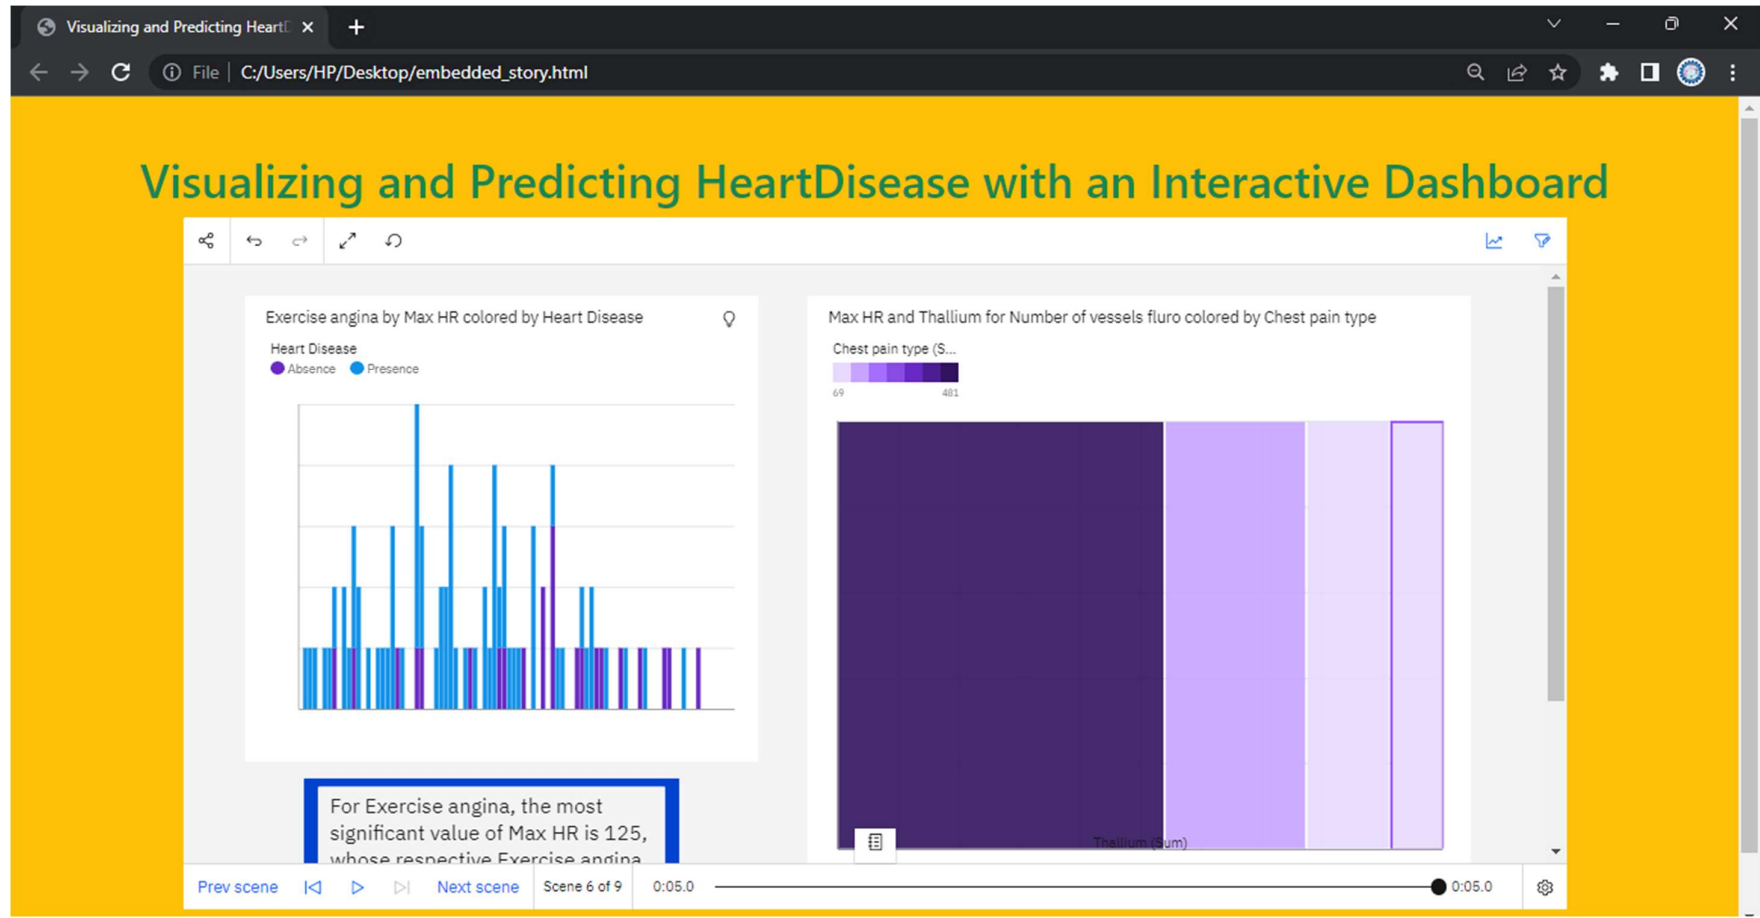 Visualizing and Predicting HeartD
File
C:/Users/HP/Desktop/embedded_story.html
Visualizing and Predicting HeartDisease with an Interactive Dashboard
Exercise angina by Max HR colored by Heart Disease
Heart Disease
Absence Presence
Max HR and Thallium for Number of vessels fluro colored by Chest pain type
Chest pain type (S...
69 481
Thallium (Sum)
For Exercise angina, the most
significant value of Max HR is 125,
whose respective Exercise angina
Prev scene Next scene Scene 6 of 9 0:05.0 0:05.0